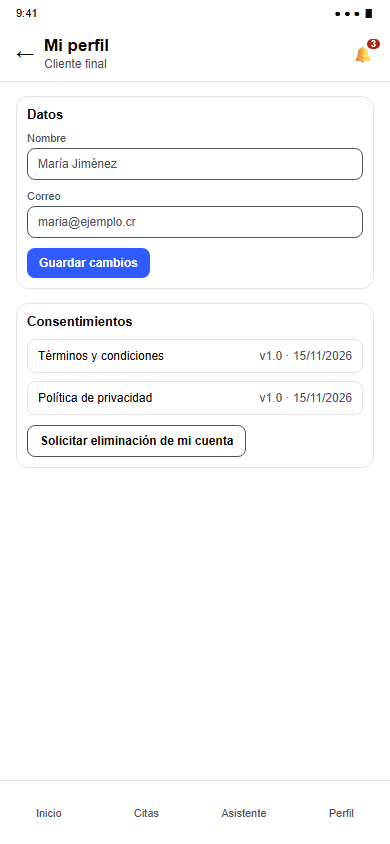 9:41
Mi perfil
3
Cliente final
Datos
Nombre
María Jiménez
Correo
maria@ejemplo.cr
Guardar cambios
Consentimientos
Términos y condiciones v1.0 · 15/11/2026
Política de privacidad v1.0 · 15/11/2026
Solicitar eliminación de mi cuenta
Inicio Citas Asistente Perfil